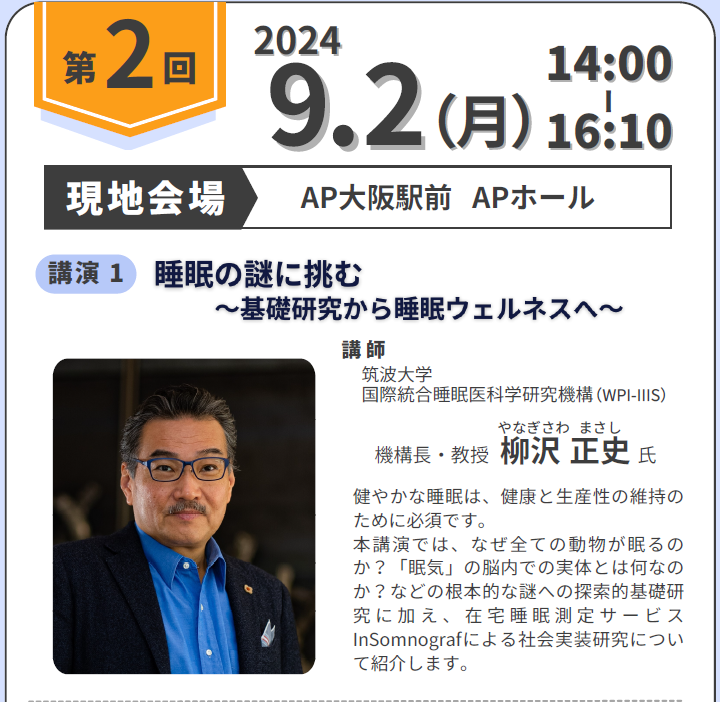 第2回
2024
9.2(月)
14:00
|
16:10
現地会場
AP大阪駅前 APホール
講演 1
睡眠の謎に挑む
~基礎研究から睡眠ウェルネスへ~
講師
筑波大学
国際統合睡眠医科学研究機構(WPI-IIIS)
やなぎさわ まさし
機構長・教授 柳沢 正史 氏
健やかな睡眠は、健康と生産性の維持の
ために必須です。
本講演では、なぜ全ての動物が眠るの
か?「眠気」の脳内での実体とは何なの
か?などの根本的な謎への探索的基礎研
究に加え、在宅睡眠測定サービス
InSomnografによる社会実装研究につい
て紹介します。